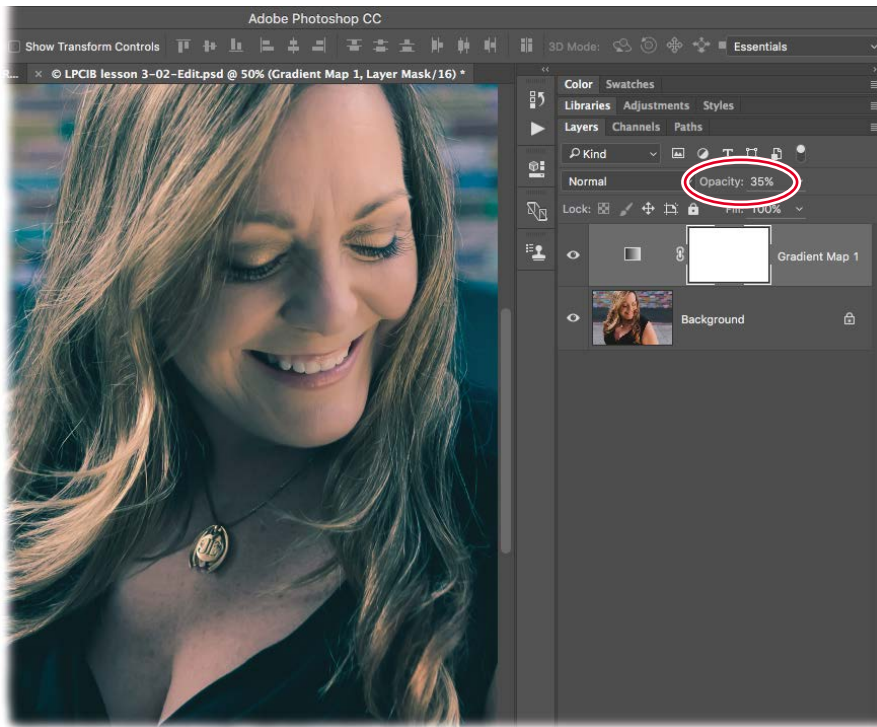 Adobe Photoshop CC
Show Transform Controls
3D Mode:
Essentials
R... × © LPCIB lesson 3-02-Edit.psd @ 50% (Gradient Map 1, Layer Mask/16) *
Color Swatches
Libraries Adjustments Styles
Layers Channels Paths
Kind
Normal Opacity: 35%
Lock: Fill: 100%
Gradient Map 1
Background